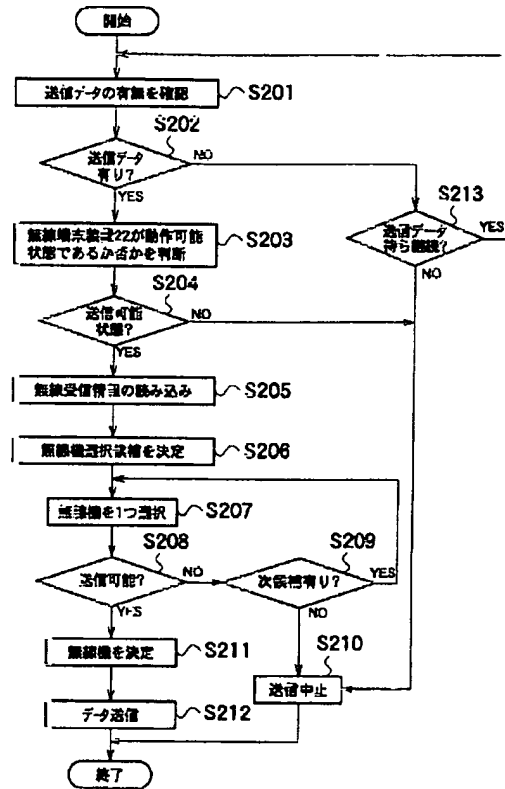 開始
送信データの有無を確認 S201
S202
送信データ
有り?
NO
YES
S213
送信データ
待ち継続?
YES
NO
無線端末装置22が動作可能
状態であるか否かを判断
S203
S204
送信可能
状態?
NO
YES
無線受信情報の読み込み S205
無線機選択候補を決定 S206
無線機を1つ選択 S207
S208
送信可能?
NO
YES
S209
次候補有り?
YES
NO
無線機を決定 S211
S210
送信中止
データ送信 S212
終了